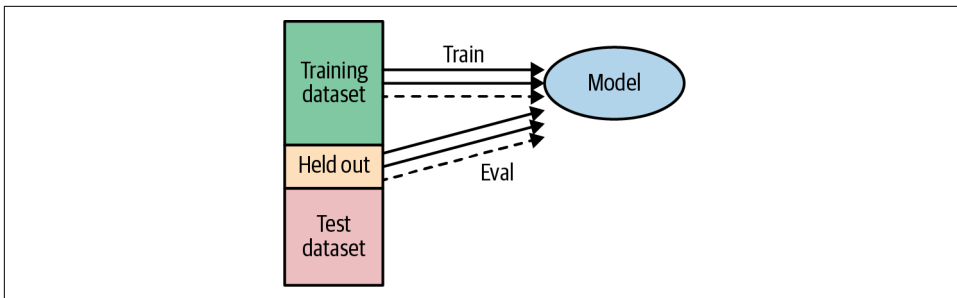 Train
Training
dataset
Model
Held out
Eval
Test
dataset